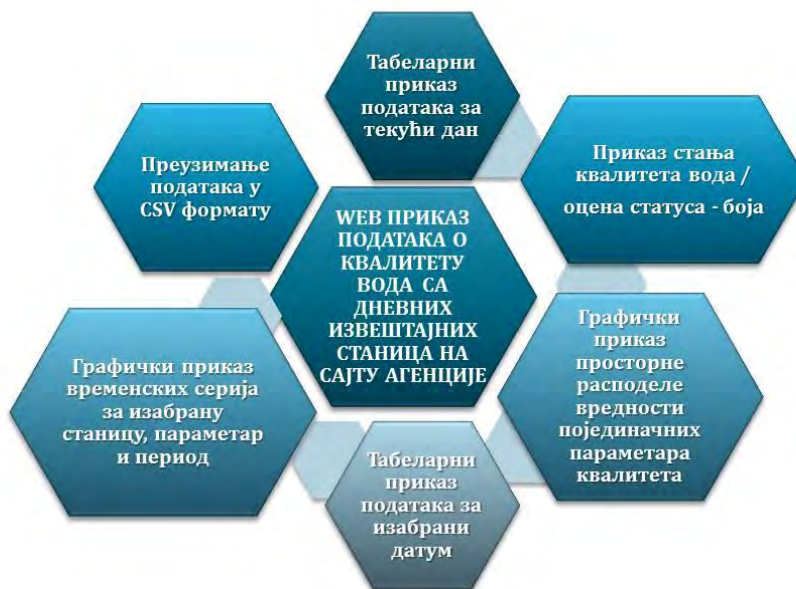 Табеларни
приказ
података за
текући дан
Приказ стања
квалитета вода /
оцена статуса - боја
Преузимање
података у
CSV формату
WEB ПРИКАЗ
ПОДАТАКА О
КВАЛИТЕТУ
ВОДА СА
ДНЕВНИХ
ИЗВЕШТАЈНИХ
СТАНИЦА НА
САЈТУ АГЕНЦИЈЕ
Графички
приказ
просторне
расподеле
вредности
појединачних
параметара
квалитета
Графички приказ
временских серија
за изабрану
станицу, параметар
и период
Табеларни
приказ
података за
изабрани
датум